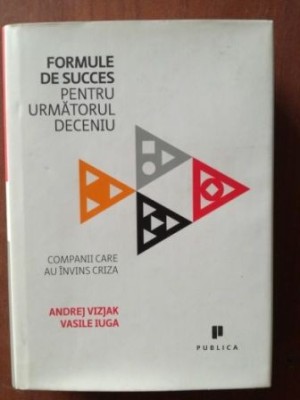 FORMULE
DE SUCCES
PENTRU
URMĂTORUL
DECENIU
COMPANII CARE
AU ÎNVINS CRIZA
ANDREJ VIZJAK
VASILE IUGA
PUBLICA